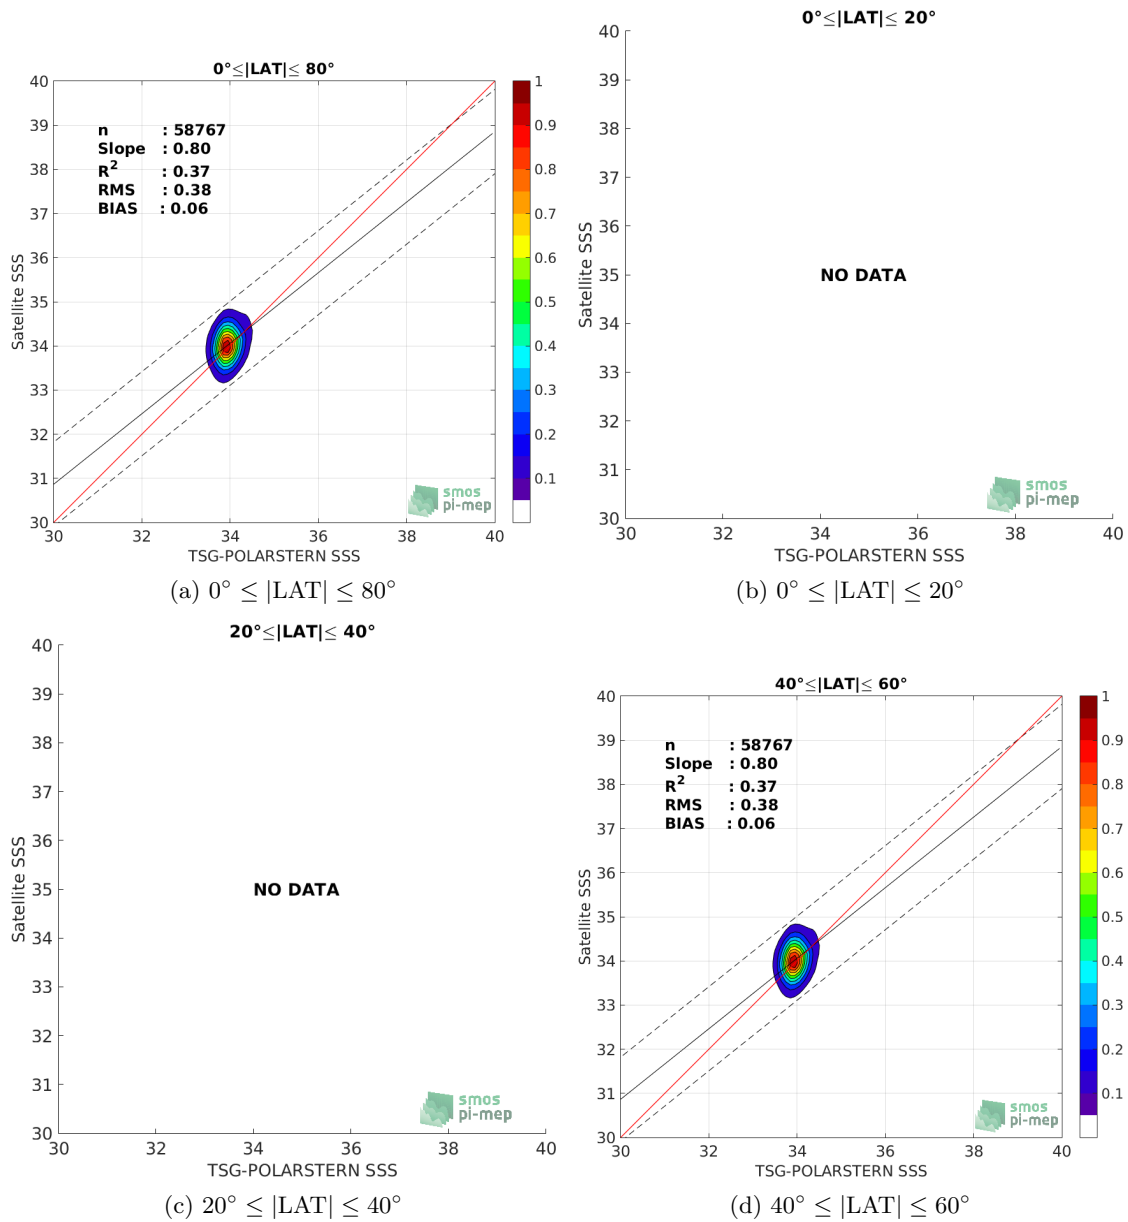 0°≤|LAT|≤ 80°
40
39
38
37
36
35
34
33
32
31
30
Satellite SSS
n : 58767
Slope : 0.80
R² : 0.37
RMS : 0.38
BIAS : 0.06
smos
pi-mep
30 32 34 36 38 40
TSG-POLARSTERN SSS
1
0.9
0.8
0.7
0.6
0.5
0.4
0.3
0.2
0.1
(a) 0° ≤ |LAT| ≤ 80°
0°≤|LAT|≤ 20°
40
39
38
37
36
35
34
33
32
31
30
Satellite SSS
NO DATA
smos
pi-mep
30 32 34 36 38 40
TSG-POLARSTERN SSS
(b) 0° ≤ |LAT| ≤ 20°
20°≤|LAT|≤ 40°
40
39
38
37
36
35
34
33
32
31
30
Satellite SSS
NO DATA
smos
pi-mep
30 32 34 36 38 40
TSG-POLARSTERN SSS
(c) 20° ≤ |LAT| ≤ 40°
40°≤|LAT|≤ 60°
40
39
38
37
36
35
34
33
32
31
30
Satellite SSS
n : 58767
Slope : 0.80
R² : 0.37
RMS : 0.38
BIAS : 0.06
smos
pi-mep
30 32 34 36 38 40
TSG-POLARSTERN SSS
1
0.9
0.8
0.7
0.6
0.5
0.4
0.3
0.2
0.1
(d) 40° ≤ |LAT| ≤ 60°